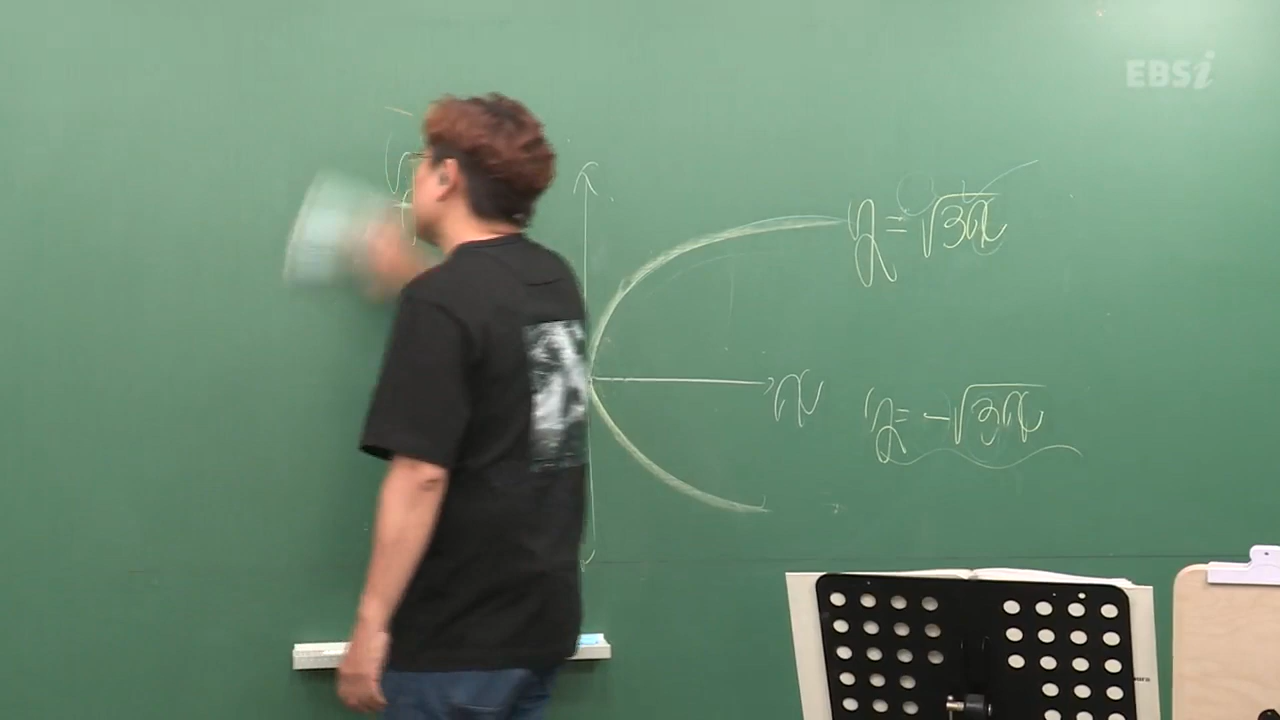 EBSi
y = √3x
x
y = -√3x